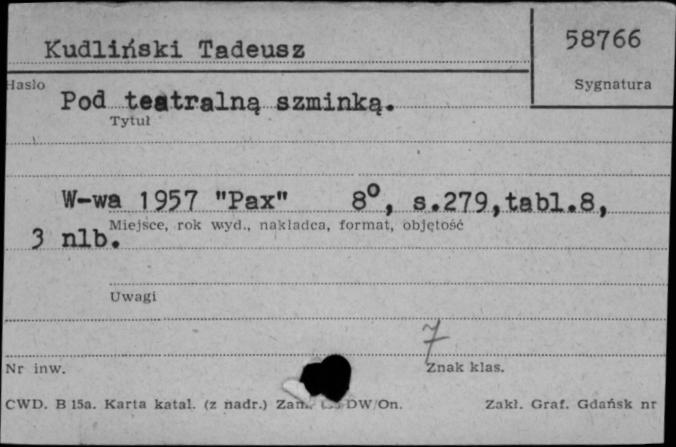 Kudliński Tadeusz
58766
Hasło
Sygnatura
Pod teatralną szminką.
Tytuł
W-wa 1957 "Pax" 8⁰, s.279,tabl.8,
Miejsce, rok wyd., nakładca, format, objętość
3 nlb.
Uwagi
7
Nr inw.
Znak klas.
CWD. B 15a. Karta katal. (z nadr.) Zam. DW/On.
Zakł. Graf. Gdańsk nr